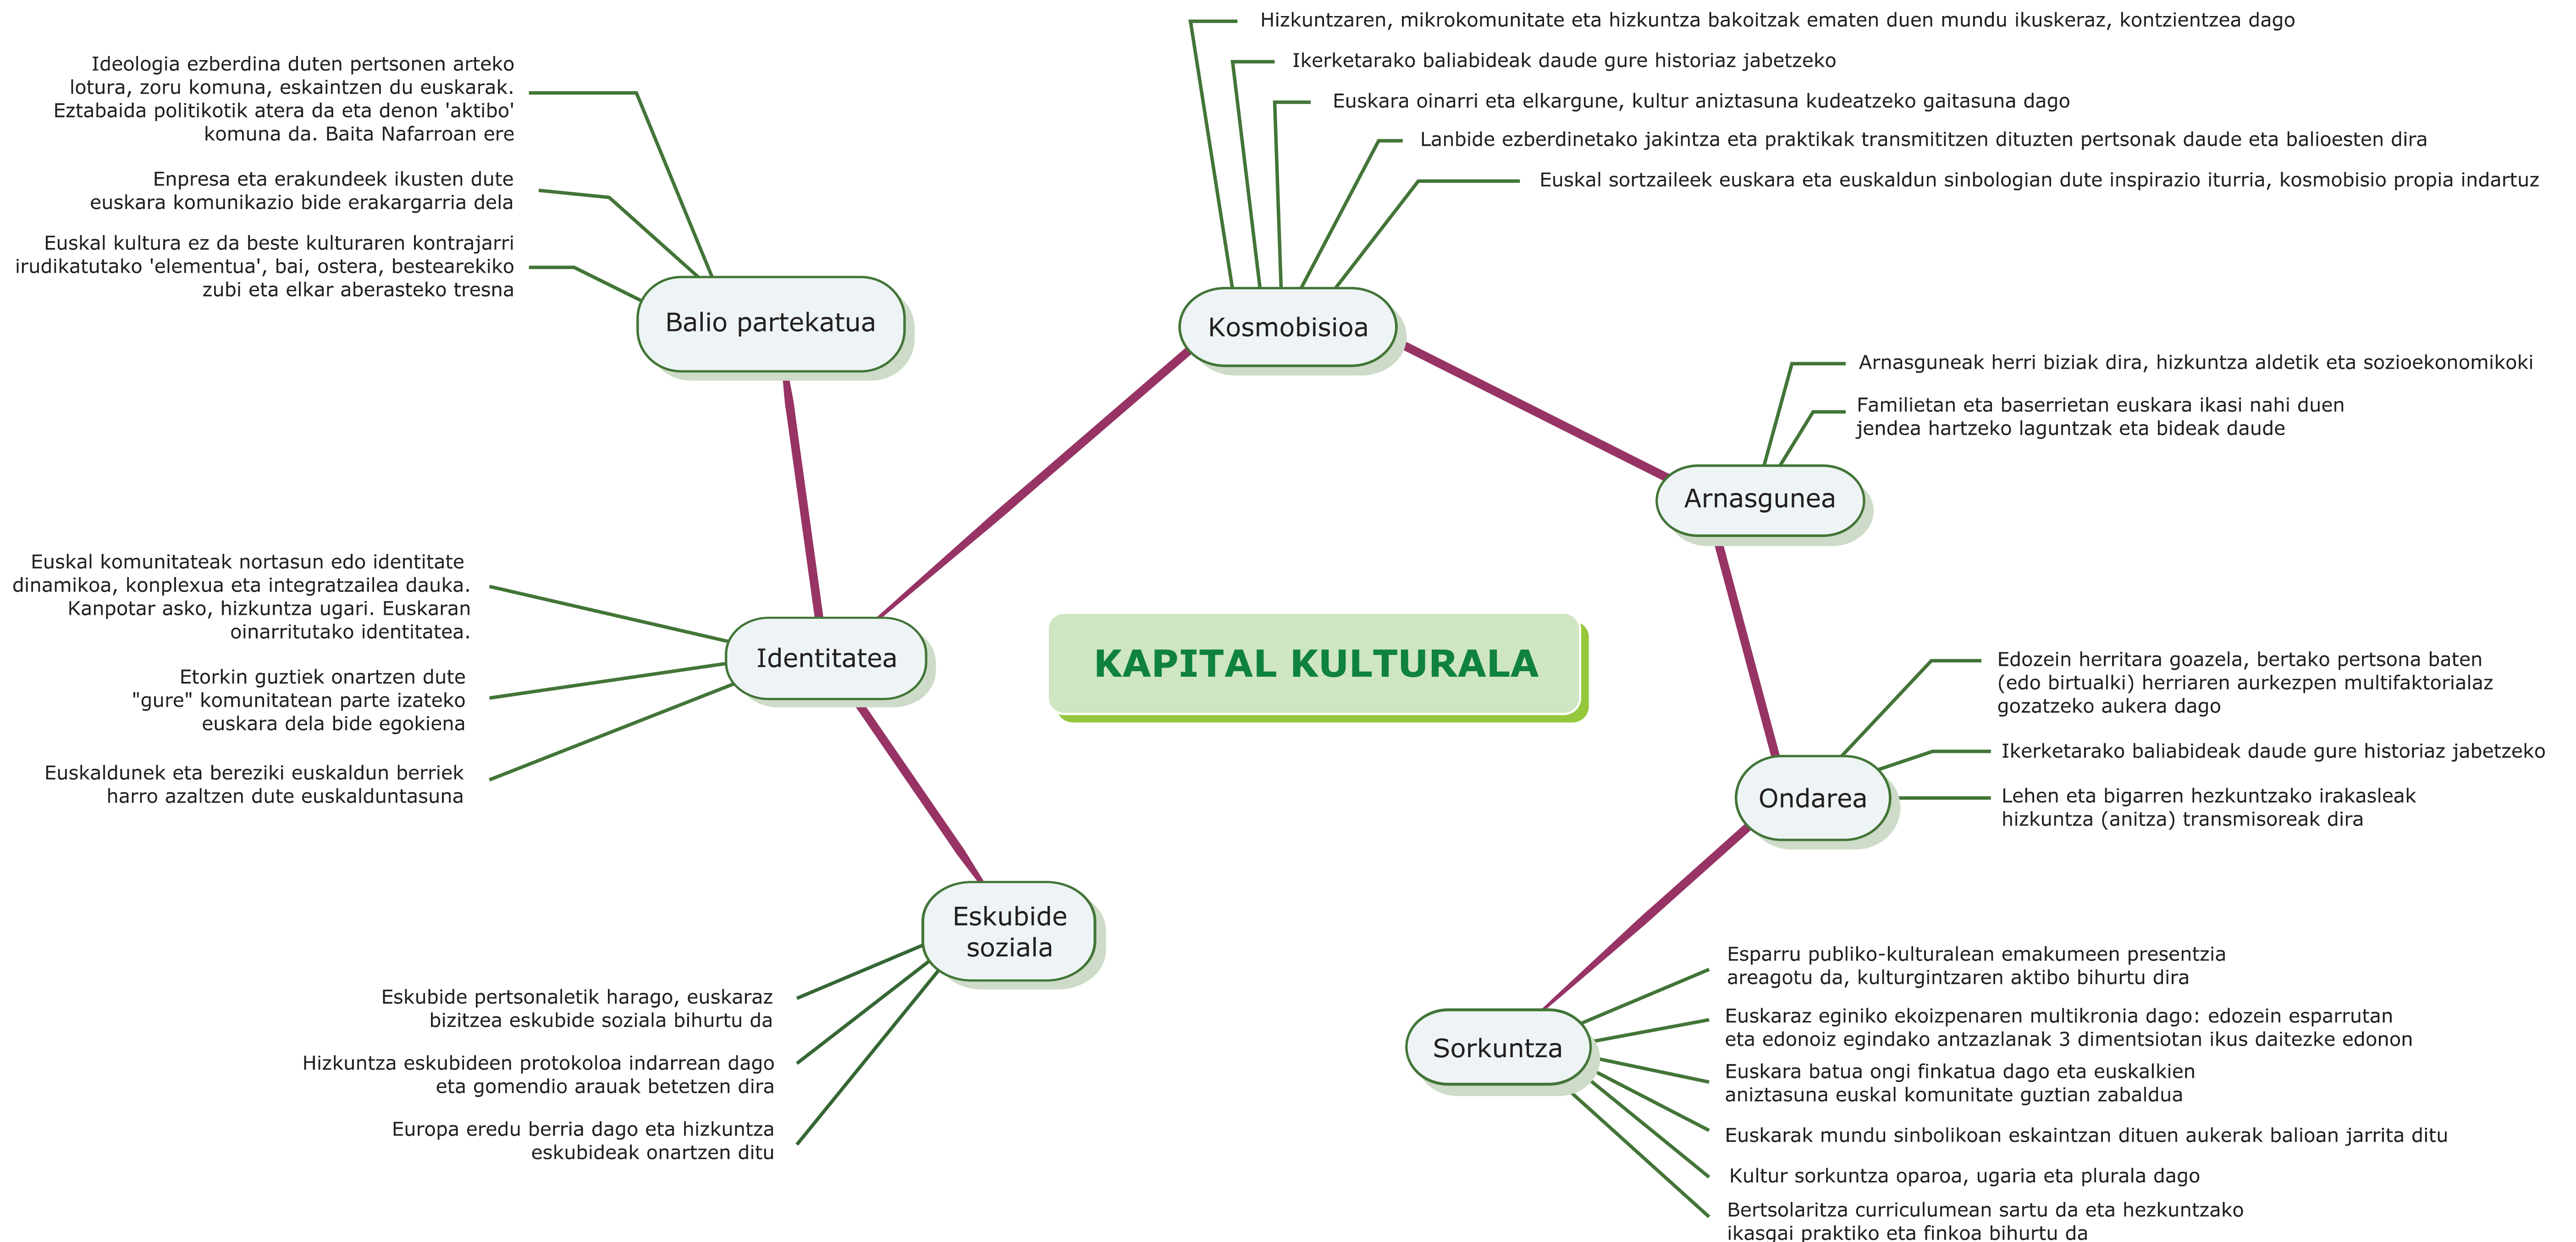 Ideologia ezberdina duten pertsonen arteko
lotura, zoru komuna, eskaintzen du euskarak.
Eztabaida politikotik atera da eta denon 'aktibo'
komuna da. Baita Nafarroan ere
Enpresa eta erakundeek ikusten dute
euskara komunikazio bide erakargarria dela
Euskal kultura ez da beste kulturaren kontrajarri
irudikatutako 'elementua', bai, ostera, bestearekiko
zubi eta elkar aberasteko tresna
Balio partekatua
Hizkuntzaren, mikrokomunitate eta hizkuntza bakoitzak ematen duen mundu ikuskeraz, kontzientzea dago
Ikerketarako baliabideak daude gure historiaz jabetzeko
Euskara oinarri eta elkargune, kultur aniztasuna kudeatzeko gaitasuna dago
Lanbide ezberdinetako jakintza eta praktikak transmititzen dituzten pertsonak daude eta balioesten dira
Euskal sortzaileek euskara eta euskaldun sinbologian dute inspirazio iturria, kosmobisio propia indartuz
Kosmobisioa
Arnasguneak herri biziak dira, hizkuntza aldetik eta sozioekonomikoki
Familietan eta baserrietan euskara ikasi nahi duen
jendea hartzeko laguntzak eta bideak daude
Arnasgunea
Euskal komunitateak nortasun edo identitate
dinamikoa, konplexua eta integratzailea dauka.
Kanpotar asko, hizkuntza ugari. Euskaran
oinarritutako identitatea.
Etorkin guztiek onartzen dute
"gure" komunitatean parte izateko
euskara dela bide egokiena
Euskaldunek eta bereziki euskaldun berriek
harro azaltzen dute euskalduntasuna
Identitatea
KAPITAL KULTURALA
Edozein herritara goazela, bertako pertsona baten
(edo birtualki) herriaren aurkezpen multifaktorialaz
gozatzeko aukera dago
Ikerketarako baliabideak daude gure historiaz jabetzeko
Lehen eta bigarren hezkuntzako irakasleak
hizkuntza (anitza) transmisoreak dira
Ondarea
Eskubide
soziala
Eskubide pertsonaletik harago, euskaraz
bizitzea eskubide soziala bihurtu da
Hizkuntza eskubideen protokoloa indarrean dago
eta gomendio arauak betetzen dira
Europa eredu berria dago eta hizkuntza
eskubideak onartzen ditu
Sorkuntza
Esparru publiko-kulturalean emakumeen presentzia
areagotu da, kulturgintzaren aktibo bihurtu dira
Euskaraz eginiko ekoizpenaren multikronia dago: edozein esparrutan
eta edonoiz egindako antzazlanak 3 dimentsiotan ikus daitezke edonon
Euskara batua ongi finkatua dago eta euskalkien
aniztasuna euskal komunitate guztian zabaldua
Euskarak mundu sinbolikoan eskaintzan dituen aukerak balioan jarrita ditu
Kultur sorkuntza oparoa, ugaria eta plurala dago
Bertsolaritza curriculumean sartu da eta hezkuntzako
ikasgai praktiko eta finkoa bihurtu da